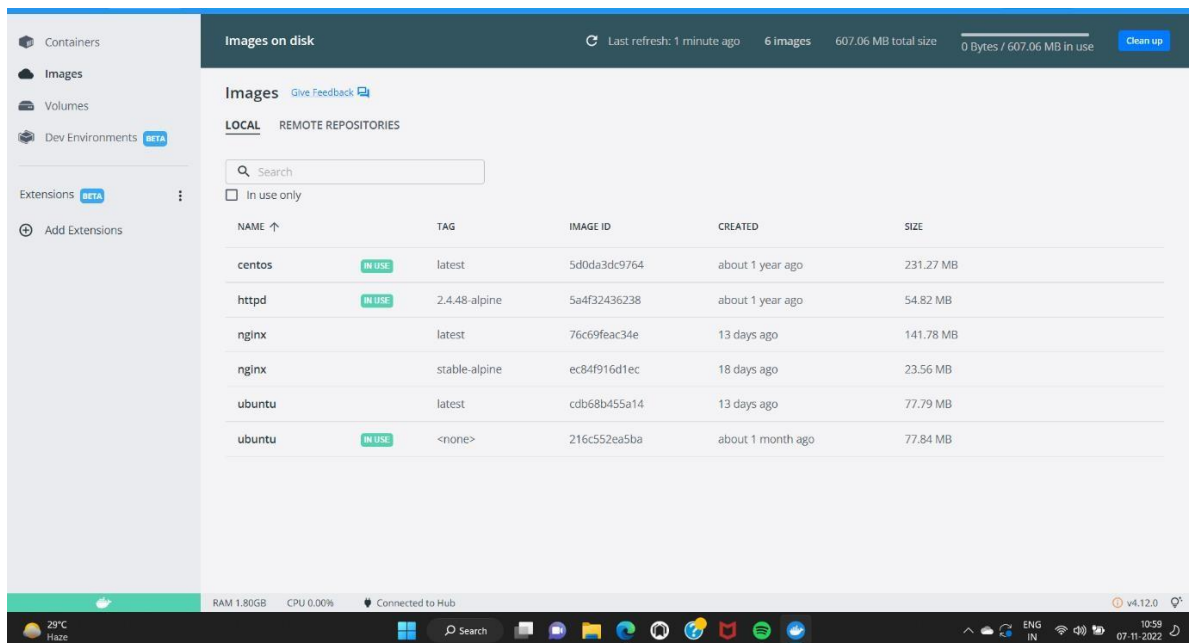 Containers
Images
Volumes
Dev Environments BETA
Extensions BETA
Add Extensions
Images on disk
Last refresh: 1 minute ago
6 images
607.06 MB total size
0 Bytes / 607.06 MB in use
Clean up
Images Give Feedback
LOCAL REMOTE REPOSITORIES
Search
In use only
NAME TAG IMAGE ID CREATED SIZE
centos IN USE latest 5d0da3dc9764 about 1 year ago 231.27 MB
httpd IN USE 2.4.48-alpine 5a4f32436238 about 1 year ago 54.82 MB
nginx latest 76c69feac34e 13 days ago 141.78 MB
nginx stable-alpine ec84f916d1ec 18 days ago 23.56 MB
ubuntu latest cdb68b455a14 13 days ago 77.79 MB
ubuntu IN USE <none> 216c552ea5ba about 1 month ago 77.84 MB
RAM 1.80GB CPU 0.00% Connected to Hub
v4.12.0
29°C
Haze
Search
ENG
IN
10:59
07-11-2022